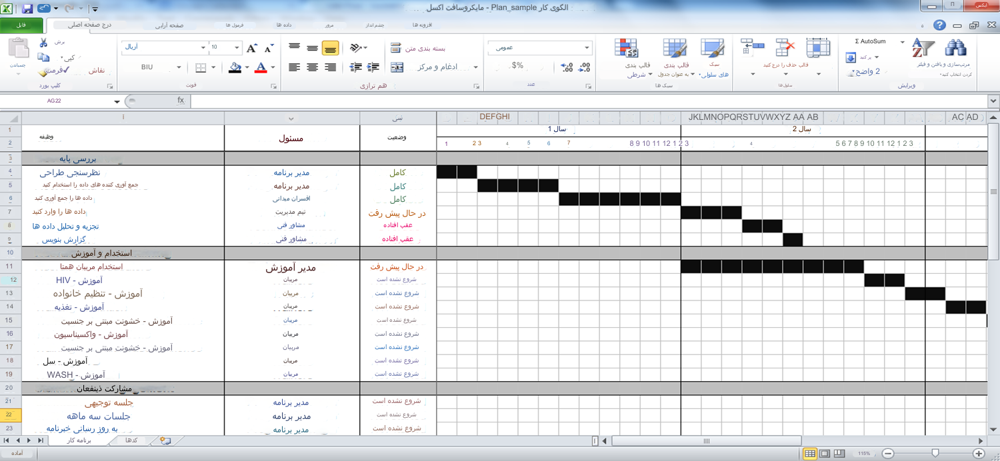 الگوی کار Plan_sample - مایکروسافت اکسل
ایکس
فایل
درج صفحه اصلی
صفحه آرایی
فرمول ها
داده ها
مرور
چشم انداز
افزونه ها
برش
کپی
چسباندن
فرمت
نقاش
کلیپ بورد
آریال
10
BIU
فونت
بسته بندی متن
ادغام و مرکز
هم ترازی
عمومی
$%
عدد
قالب بندی شرطی
قالب بندی به عنوان جدول
سبک های سلولی
سبک ها
قالب حذف را درج کنید
سلول ها
Σ AutoSum
پر کنید
2 واضح
مرتب‌سازی و یافتن و فیلتر
کردن انتخاب کنید
ویرایش
AG22
fx
آ ب سی DEFGHI JKLMNOPQRSTUVWXYZ AA AB AC AD
1 وظیفه مسئول وضعیت سال 1 سال 2
2 1 2 3 4 5 6 7 8 9 10 11 12 1 2 3 4 5 6 7 8 9 10 11 12 1 2 3
3 بررسی پایه
4 نظرسنجی طراحی مدیر برنامه کامل
5 جمع آوری کننده های داده را استخدام کنید مدیر برنامه کامل
6 داده ها را جمع آوری کنید افسران میدانی کامل
7 داده ها را وارد کنید تیم مدیریت در حال پیش رفت
8 تجزیه و تحلیل داده ها مشاور فنی عقب افتاده
9 گزارش بنویس مشاور فنی عقب افتاده
10 استخدام و آموزش
11 استخدام مربیان همتا مدیر آموزش در حال پیش رفت
12 آموزش - HIV مربیان شروع نشده است
13 آموزش - تنظیم خانواده مربیان شروع نشده است
14 آموزش - تغذیه مربیان شروع نشده است
15 آموزش - خشونت مبتنی بر جنسیت مربیان شروع نشده است
16 آموزش - واکسیناسیون مربیان شروع نشده است
17 آموزش - خشونت مبتنی بر جنسیت مربیان شروع نشده است
18 آموزش - سل مربیان شروع نشده است
19 آموزش - WASH مربیان شروع نشده است
20 مشارکت ذینفعان
21 جلسه توجیهی مدیر برنامه شروع نشده است
22 جلسات سه ماهه مدیر برنامه شروع نشده است
23 به روز رسانی خبرنامه مدیر برنامه شروع نشده است
برنامه کار
کدها
آماده
115%